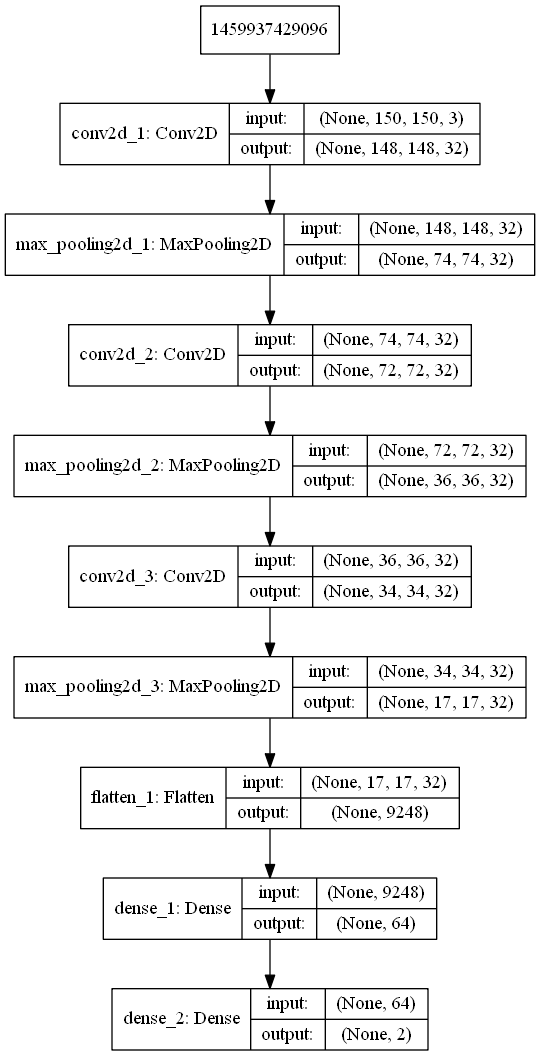 1459937429096
conv2d_1: Conv2D
input: (None, 150, 150, 3)
output: (None, 148, 148, 32)
max_pooling2d_1: MaxPooling2D
input: (None, 148, 148, 32)
output: (None, 74, 74, 32)
conv2d_2: Conv2D
input: (None, 74, 74, 32)
output: (None, 72, 72, 32)
max_pooling2d_2: MaxPooling2D
input: (None, 72, 72, 32)
output: (None, 36, 36, 32)
conv2d_3: Conv2D
input: (None, 36, 36, 32)
output: (None, 34, 34, 32)
max_pooling2d_3: MaxPooling2D
input: (None, 34, 34, 32)
output: (None, 17, 17, 32)
flatten_1: Flatten
input: (None, 17, 17, 32)
output: (None, 9248)
dense_1: Dense
input: (None, 9248)
output: (None, 64)
dense_2: Dense
input: (None, 64)
output: (None, 2)